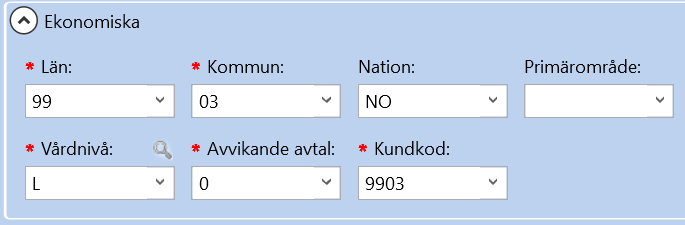 Ekonomiska
* Län: * Kommun: Nation: Primärområde:
99 03 NO
* Vårdnivå: * Avvikande avtal: * Kundkod:
L 0 9903